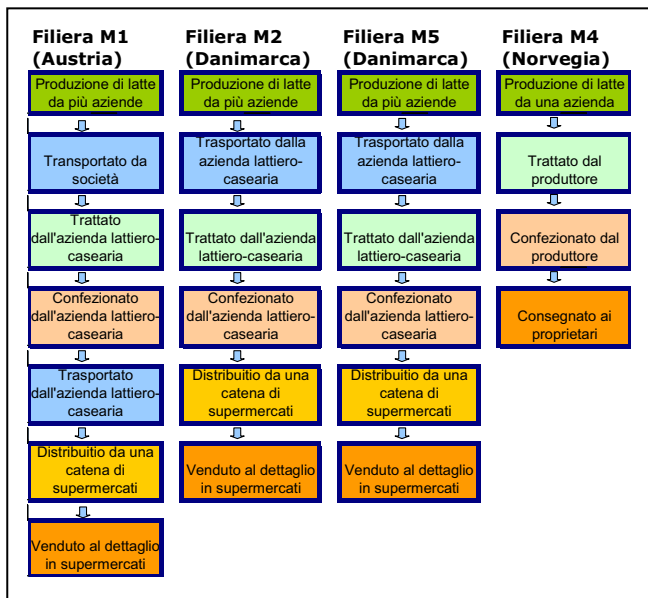 Filiera M1
(Austria)
Produzione di latte
da più aziende
Transportato da
società
Trattato
dall'azienda lattiero-
casearia
Confezionato
dall'azienda lattiero-
casearia
Trasportato
dall'azienda lattiero-
casearia
Distribuitio da una
catena di
supermercati
Venduto al dettaglio
in supermercati
Filiera M2
(Danimarca)
Produzione di latte
da più aziende
Trasportato dalla
azienda lattiero-
casearia
Trattato dall'azienda
lattiero-casearia
Confezionato
dall'azienda lattiero-
casearia
Distribuitio da una
catena di
supermercati
Venduto al dettaglio
in supermercati
Filiera M5
(Danimarca)
Produzione di latte
da più aziende
Trasportato dalla
azienda lattiero-
casearia
Trattato dall'azienda
lattiero-casearia
Confezionato
dall'azienda lattiero-
casearia
Distribuitio da una
catena di
supermercati
Venduto al dettaglio
in supermercati
Filiera M4
(Norvegia)
Produzione di latte
da una azienda
Trattato dal
produttore
Confezionato dal
produttore
Consegnato ai
proprietari